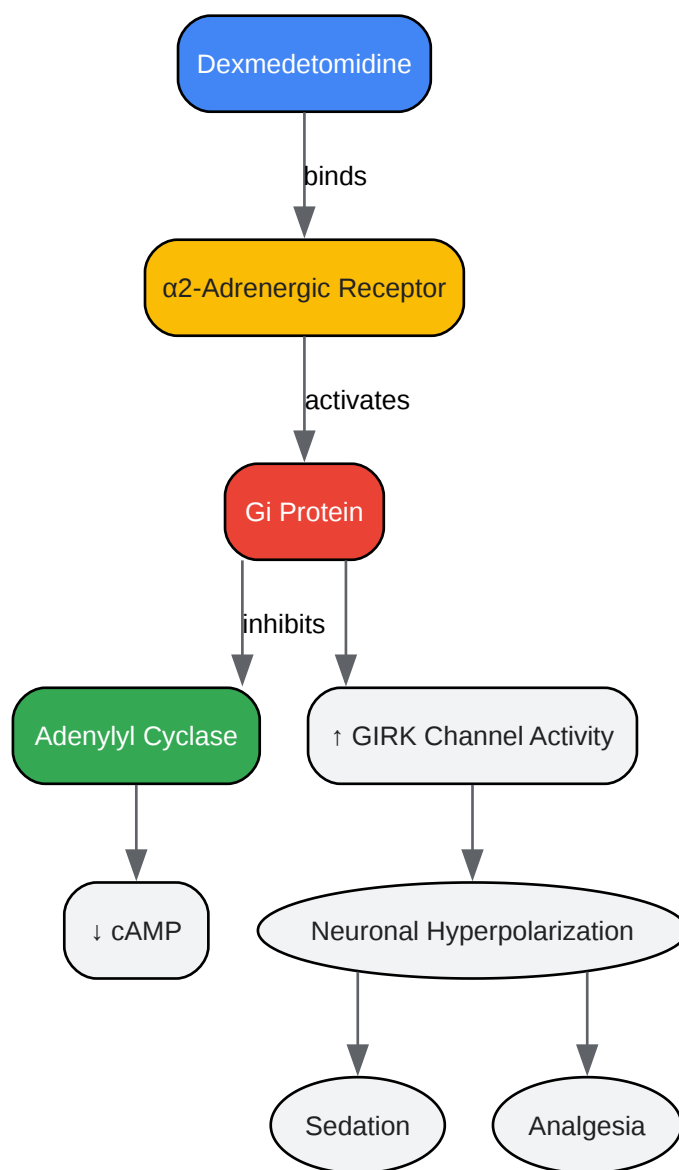 Dexmedetomidine
binds
α2-Adrenergic Receptor
activates
Gi Protein
inhibits
Adenylyl Cyclase
↑ GIRK Channel Activity
↓ cAMP
Neuronal Hyperpolarization
Sedation
Analgesia